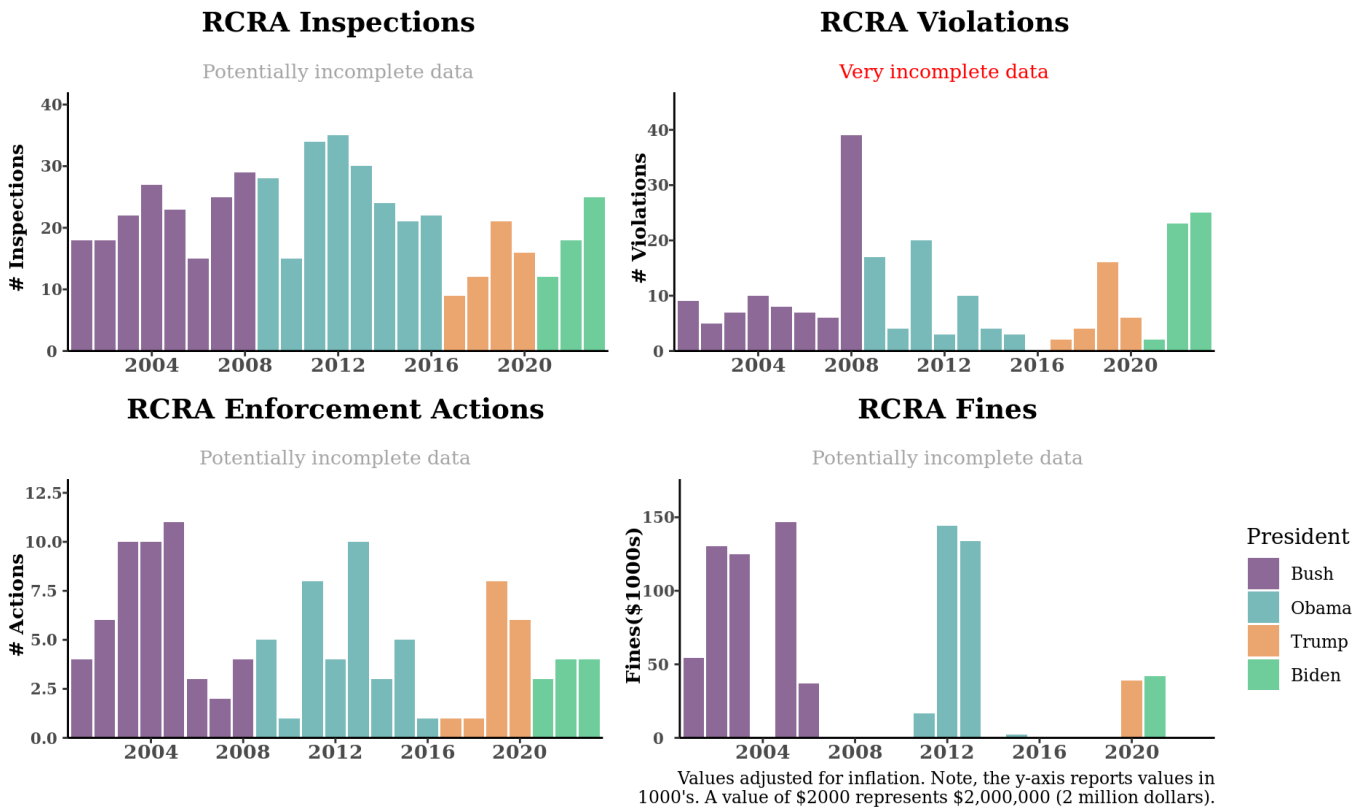 RCRA Inspections
Potentially incomplete data
# Inspections
40
30
20
10
0
2004 2008 2012 2016 2020
RCRA Violations
Very incomplete data
# Violations
40
30
20
10
0
2004 2008 2012 2016 2020
RCRA Enforcement Actions
Potentially incomplete data
# Actions
12.5
10.0
7.5
5.0
2.5
0.0
2004 2008 2012 2016 2020
RCRA Fines
Potentially incomplete data
Fines($1000s)
150
100
50
0
2004 2008 2012 2016 2020
Values adjusted for inflation. Note, the y-axis reports values in
1000's. A value of $2000 represents $2,000,000 (2 million dollars).
President
Bush
Obama
Trump
Biden